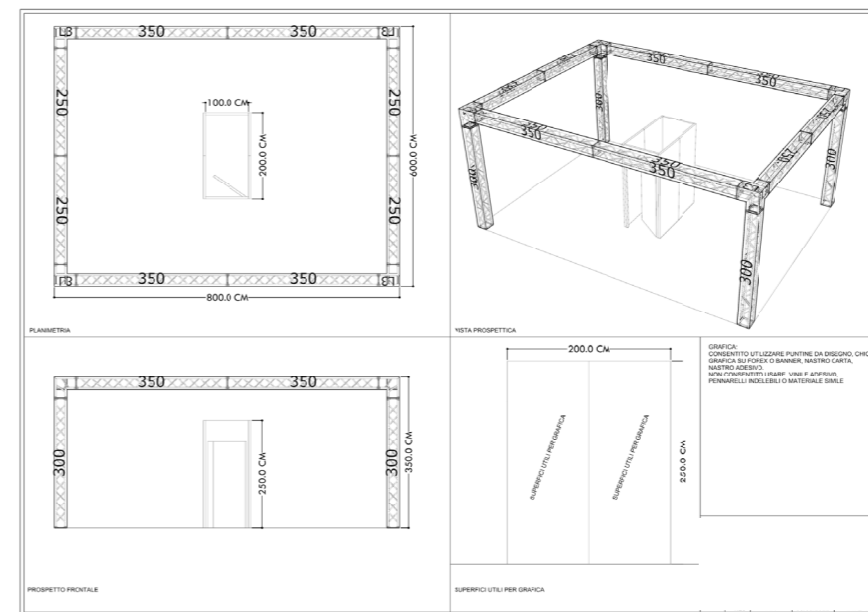 350
350
250
250
100.0 CM
200.0 CM
250
250
600.0 CM
350
350
800.0 CM
PLANIMETRIA
350
350
350
350
350
250
300
300
300
300
VISTA PROSPETTICA
350
350
300
300
250.0 CM
350.0 CM
PROSPETTO FRONTALE
200.0 CM
SUPERFICI UTILI PER GRAFICA
SUPERFICI UTILI PER GRAFICA
250.0 CM
SUPERFICI UTILI PER GRAFICA
GRAFICA:
CONSENTITO UTILIZZARE PUNTINE DA DISEGNO,
GRAFICA SU FOREX O BANNER, NASTRO CARTA,
NASTRO ADESIVO.
NON CONSENTITO USARE VINILE ADESIVO,
PENNARELLI INDELEBILI O MATERIALE SIMILE